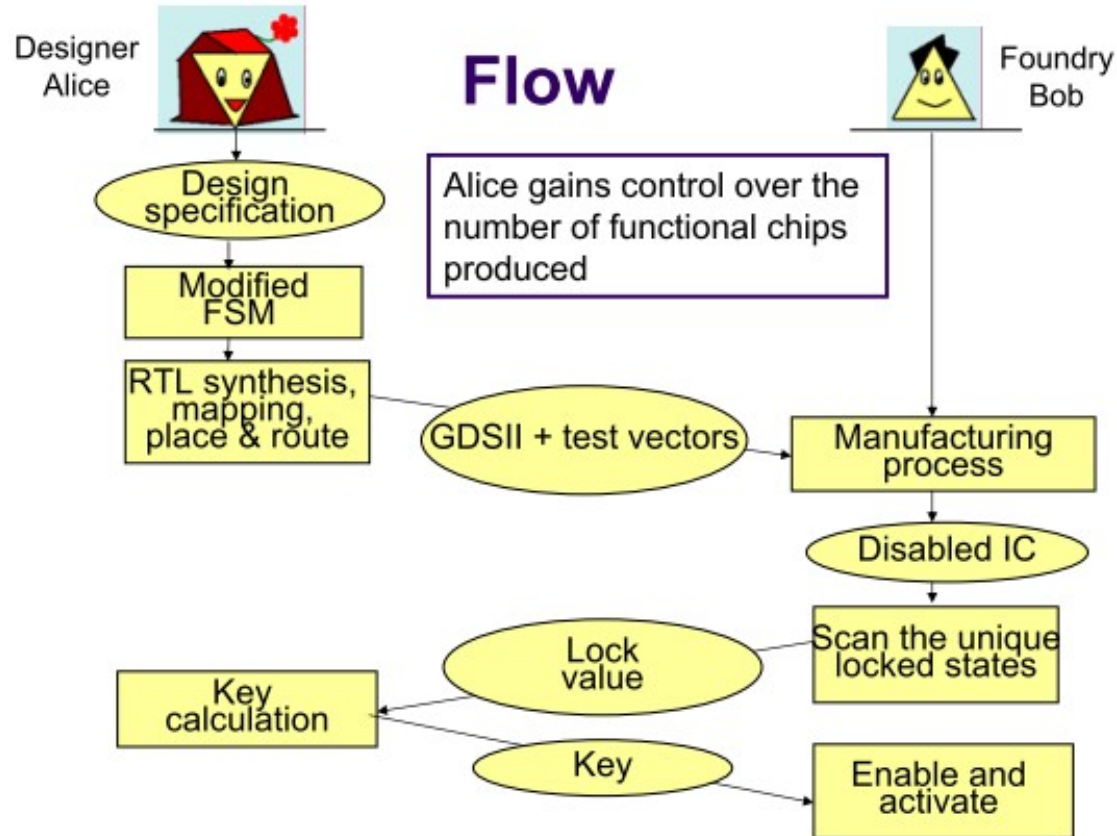 Designer
Alice
Flow
Foundry
Bob
Design
specification
Alice gains control over the
number of functional chips
produced
Modified
FSM
RTL synthesis,
mapping,
place & route
GDSII + test vectors
Manufacturing
process
Disabled IC
Scan the unique
locked states
Lock
value
Key
calculation
Key
Enable and
activate